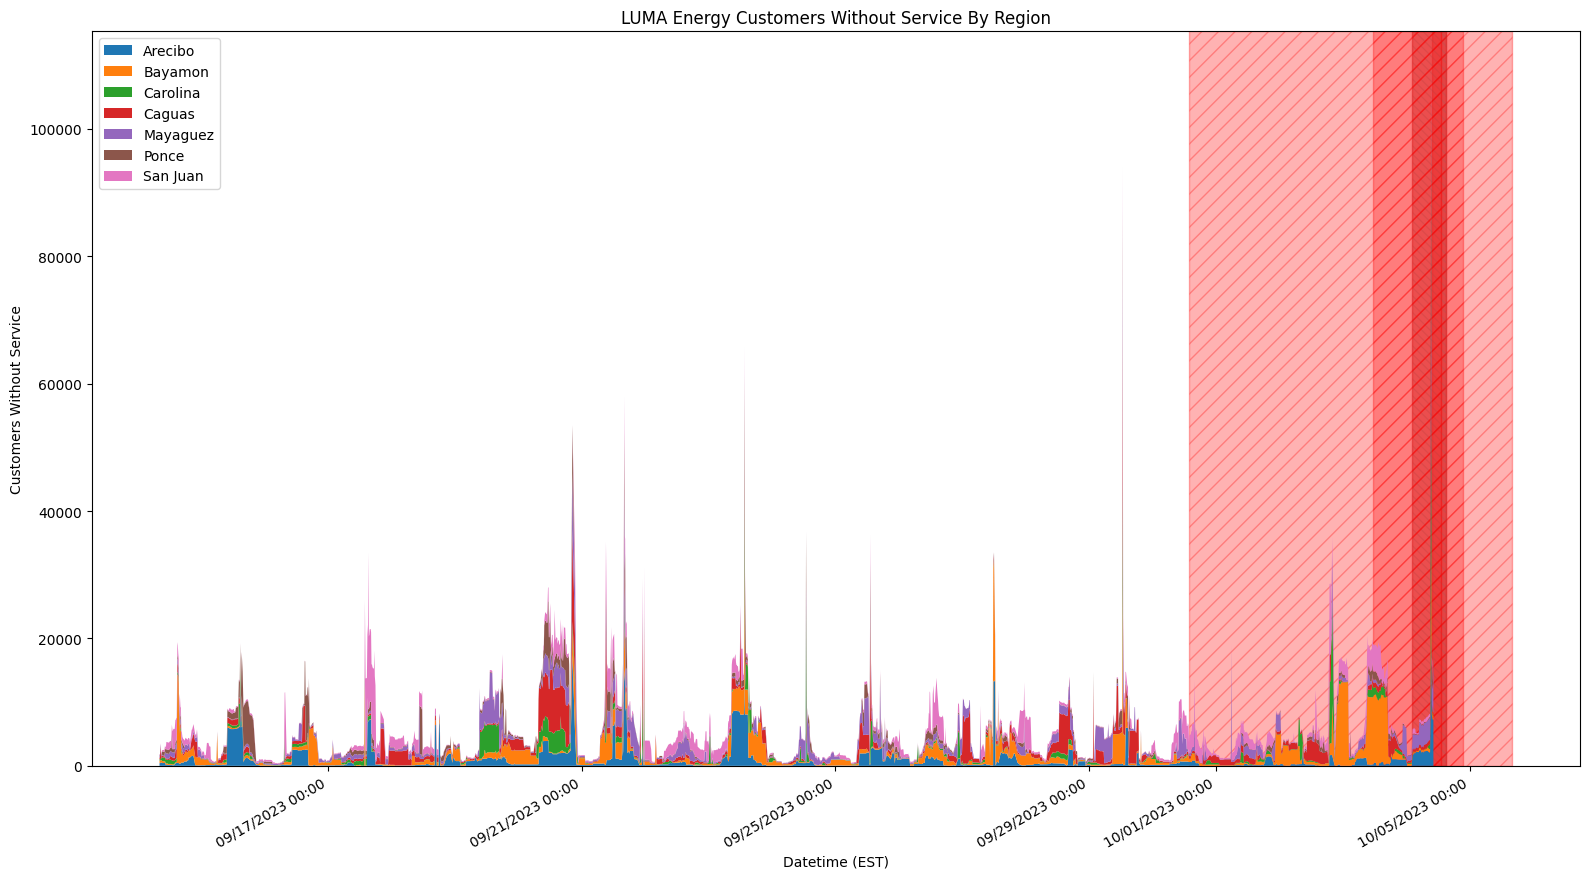 LUMA Energy Customers Without Service By Region
Arecibo
Bayamon
Carolina
Caguas
Mayaguez
Ponce
San Juan
100000
80000
60000
40000
20000
0
Customers Without Service
09/17/2023 00:00
09/21/2023 00:00
09/25/2023 00:00
09/29/2023 00:00
10/01/2023 00:00
10/05/2023 00:00
Datetime (EST)